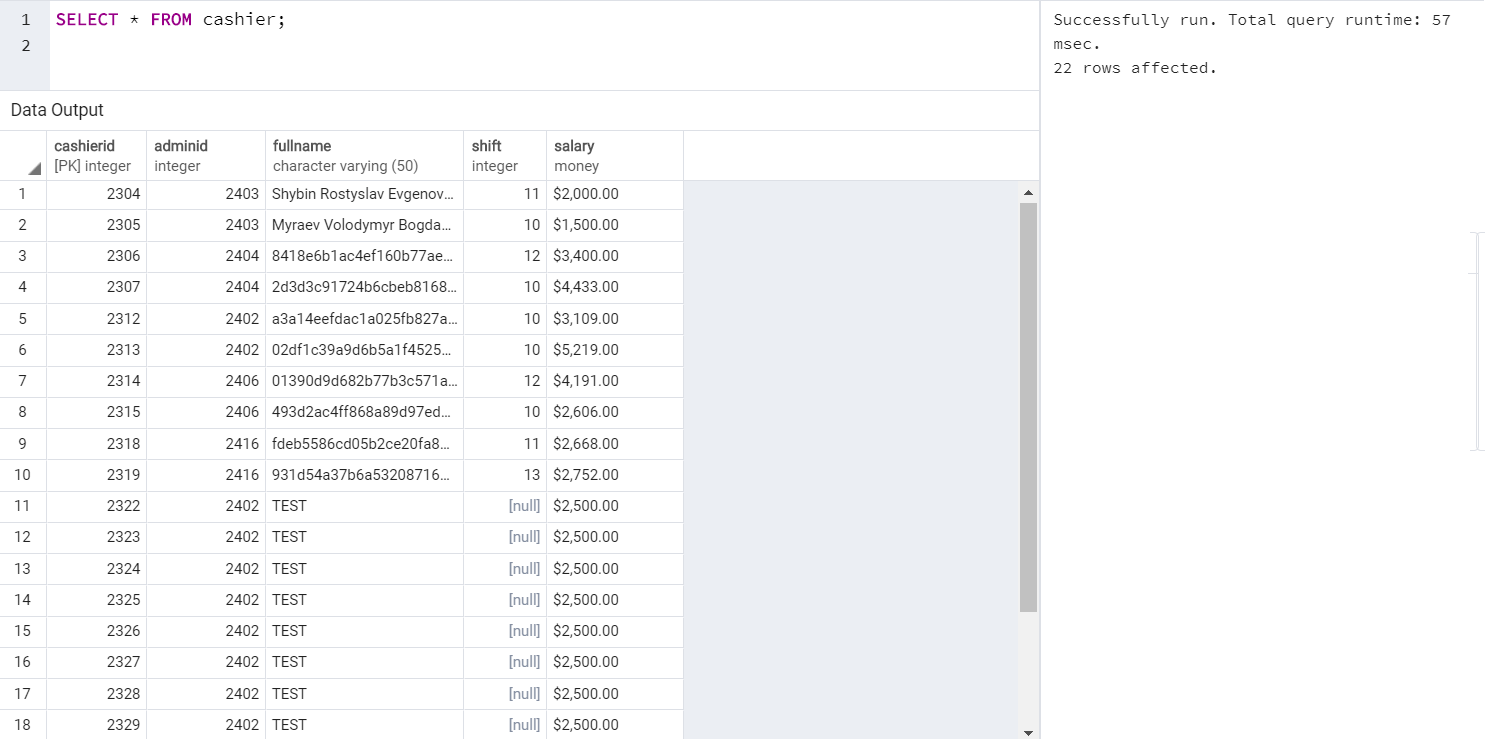 1 SELECT * FROM cashier;
2
Successfully run. Total query runtime: 57
msec.
22 rows affected.
Data Output
cashierid adminid fullname shift salary
[PK] integer integer character varying (50) integer money
1 2304 2403 Shybin Rostyslav Evgenov... 11 $2,000.00
2 2305 2403 Myraev Volodymyr Bogda... 10 $1,500.00
3 2306 2404 8418e6b1ac4ef160b77ae... 12 $3,400.00
4 2307 2404 2d3d3c91724b6cbeb8168... 10 $4,433.00
5 2312 2402 a3a14eefdac1a025fb827a... 10 $3,109.00
6 2313 2402 02df1c39a9d6b5a1f4525... 10 $5,219.00
7 2314 2406 01390d9d682b77b3c571a... 12 $4,191.00
8 2315 2406 493d2ac4ff868a89d97ed... 10 $2,606.00
9 2318 2416 fdeb5586cd05b2ce20fa8... 11 $2,668.00
10 2319 2416 931d54a37b6a53208716... 13 $2,752.00
11 2322 2402 TEST [null] $2,500.00
12 2323 2402 TEST [null] $2,500.00
13 2324 2402 TEST [null] $2,500.00
14 2325 2402 TEST [null] $2,500.00
15 2326 2402 TEST [null] $2,500.00
16 2327 2402 TEST [null] $2,500.00
17 2328 2402 TEST [null] $2,500.00
18 2329 2402 TEST [null] $2,500.00